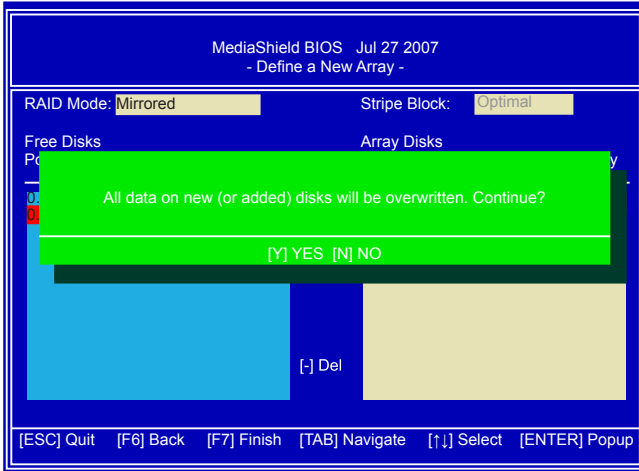 MediaShield BIOS Jul 27 2007
- Define a New Array -
RAID Mode: Mirrored Stripe Block: Optimal
Free Disks Array Disks
All data on new (or added) disks will be overwritten. Continue?
[Y] YES [N] NO
[-] Del
[ESC] Quit [F6] Back [F7] Finish [TAB] Navigate [↑↓] Select [ENTER] Popup